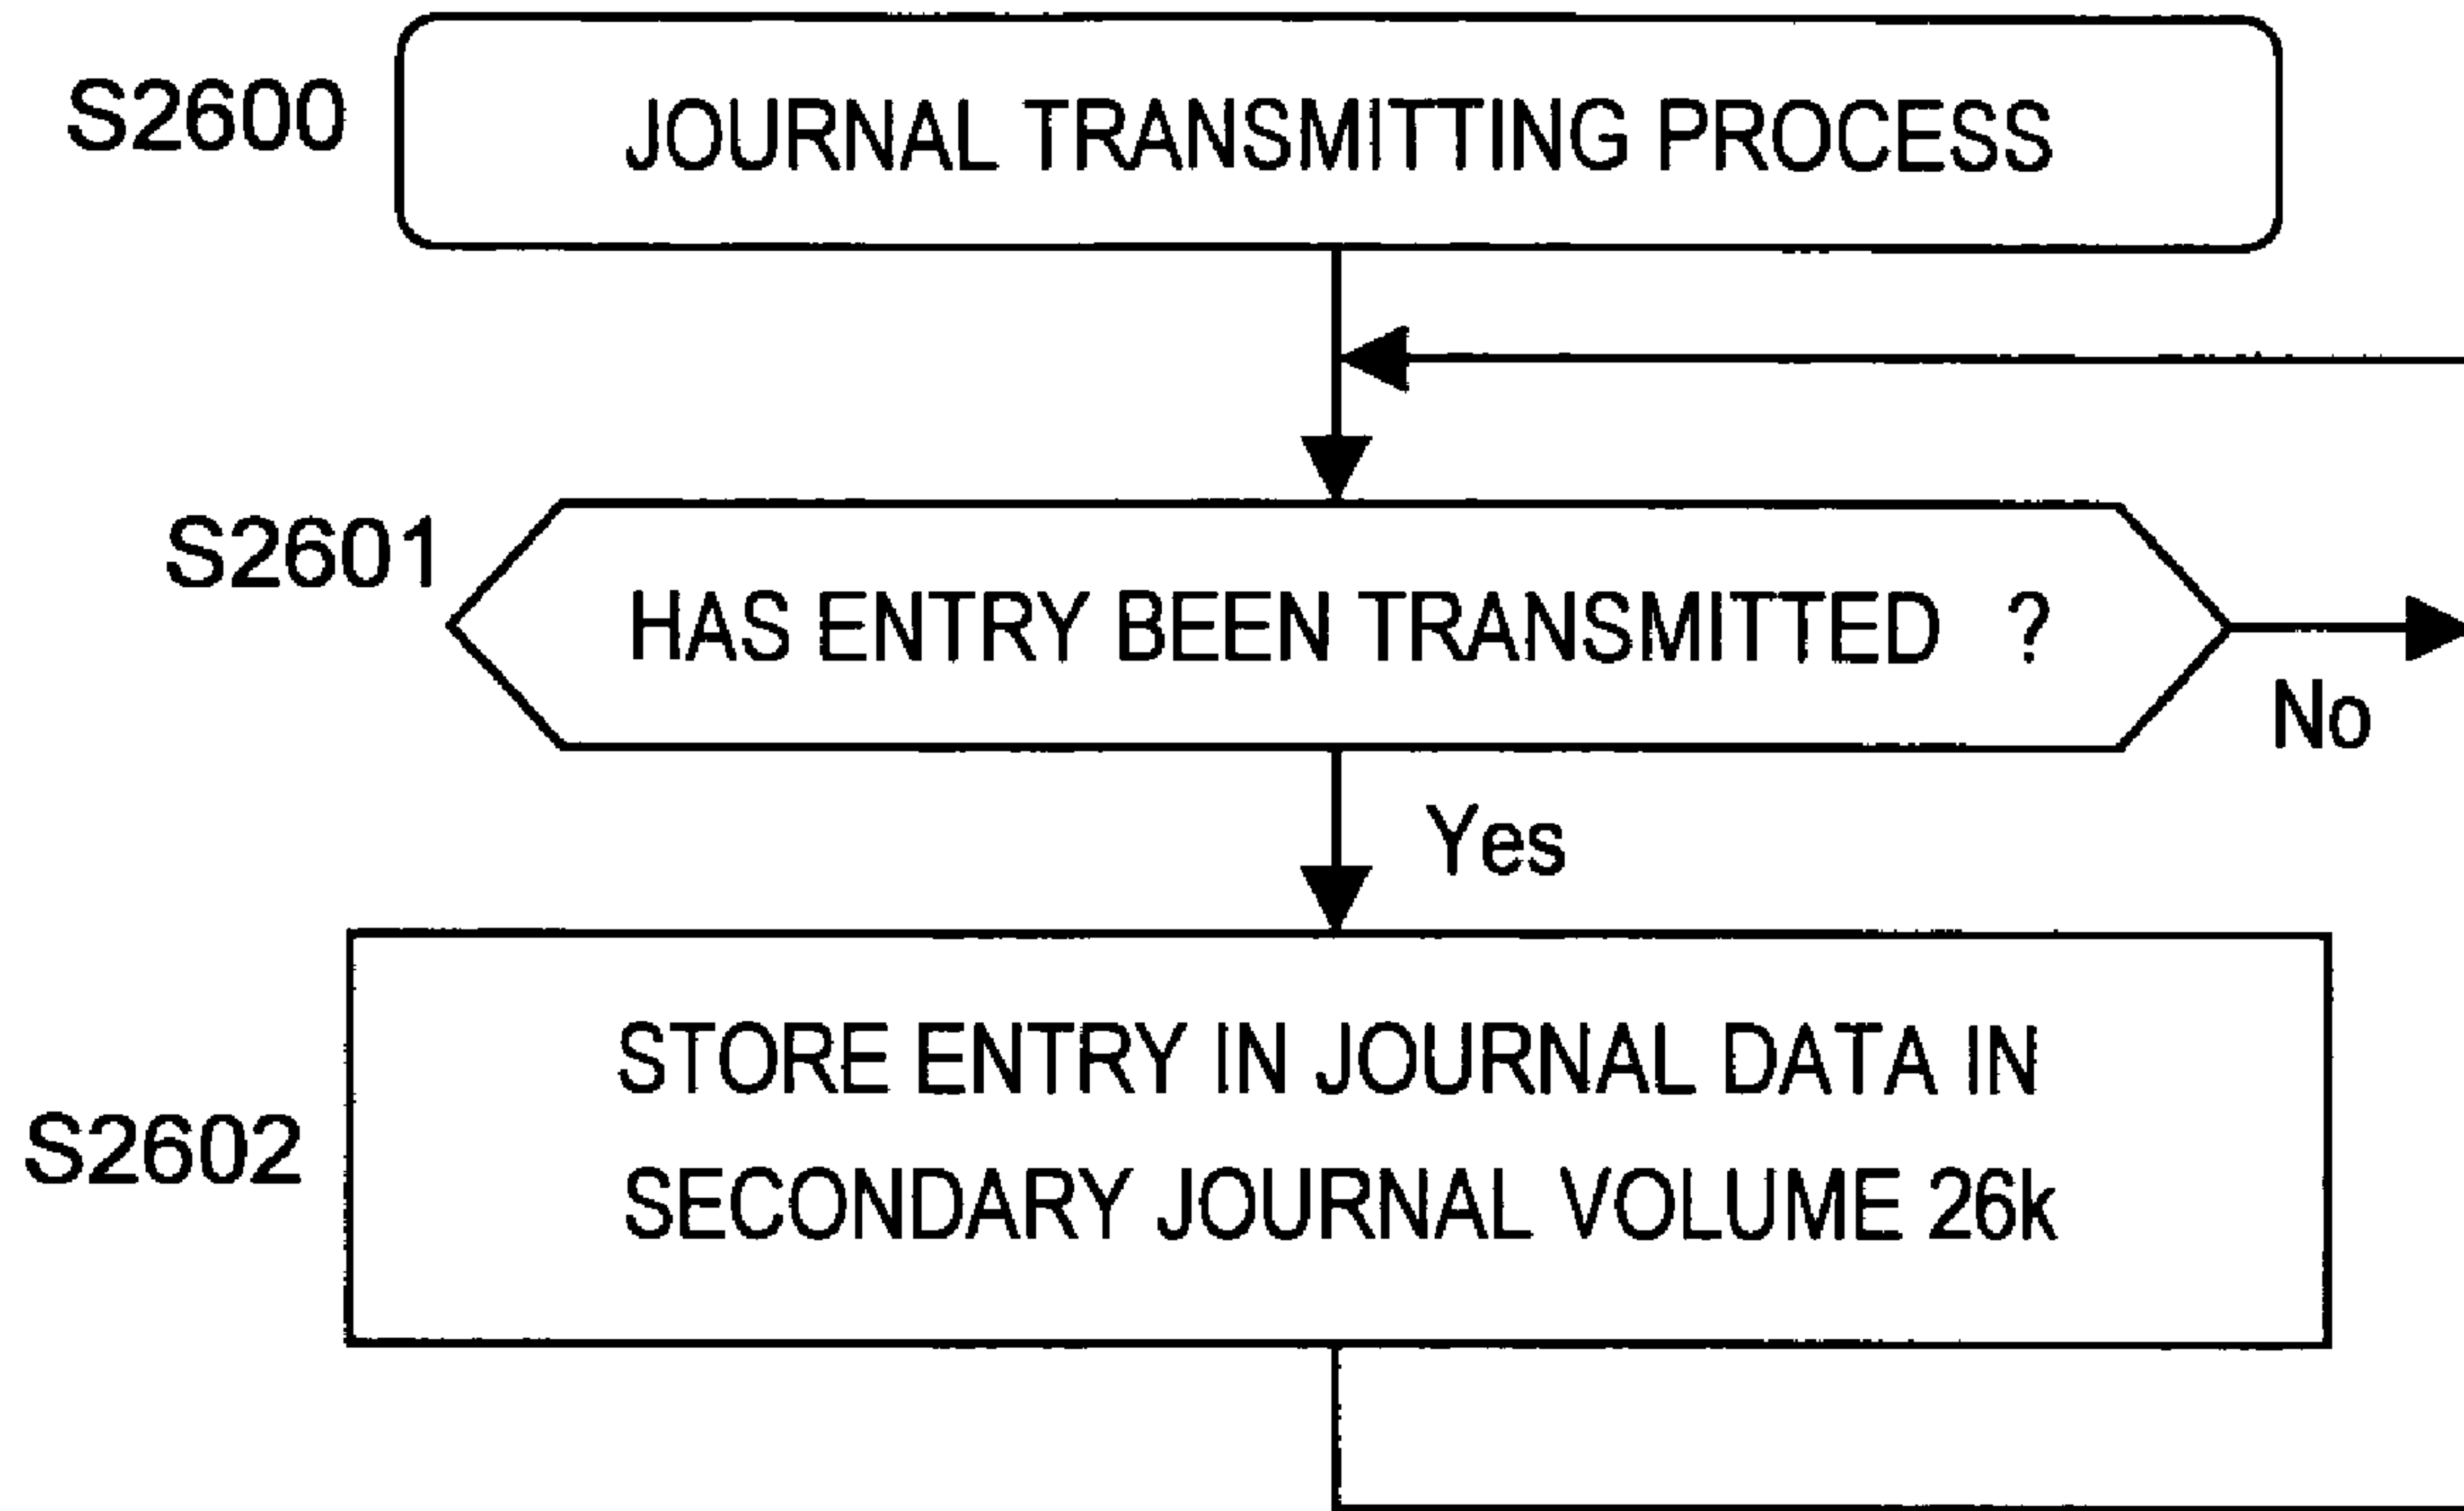 S2600
JOURNAL TRANSMITTING PROCESS
S2601
HAS ENTRY BEEN TRANSMITTED ?
No
Yes
STORE ENTRY IN JOURNAL DATA IN
S2602
SECONDARY JOURNAL VOLUME 26k